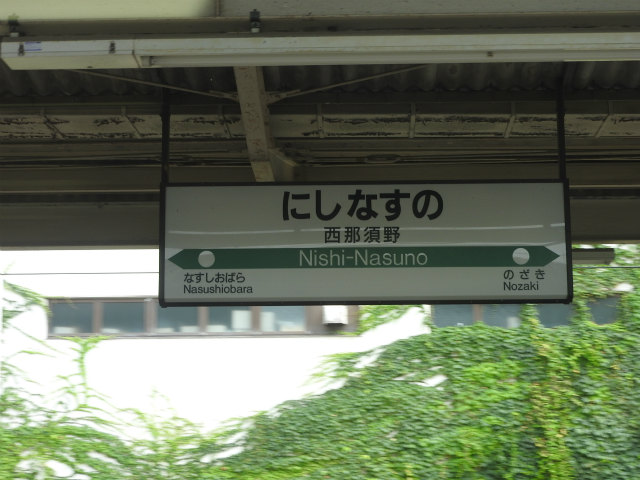 にしなすの
西那須野
Nishi-Nasuno
なすしおばら
Nasushiobara
のざき
Nozaki